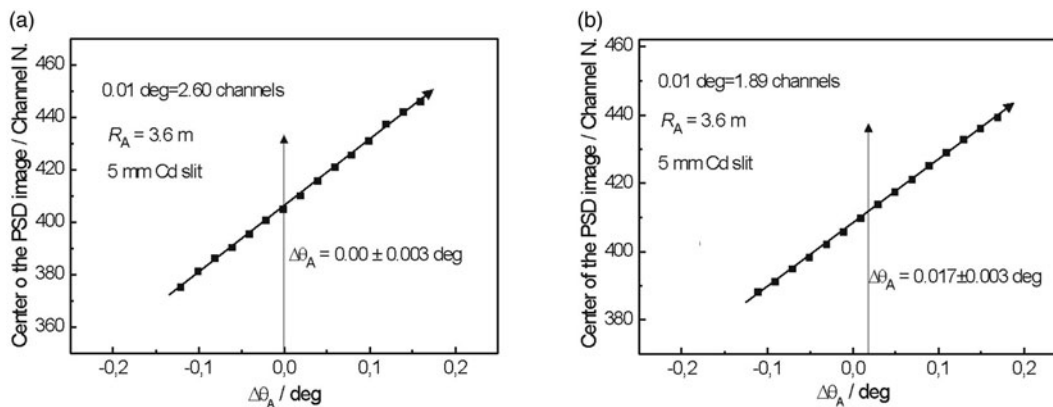 (a)
Center o the PSD image / Channel N.
460
440
420
400
380
360
0.01 deg=2.60 channels
R_A = 3.6 m
5 mm Cd slit
Δθ_A = 0.00 ± 0.003 deg
-0,2 -0,1 0,0 0,1 0,2
Δθ_A / deg
(b)
Center of the PSD image / Channel N.
460
440
420
400
380
0.01 deg=1.89 channels
R_A = 3.6 m
5 mm Cd slit
Δθ_A = 0.017±0.003 deg
-0,2 -0,1 0,0 0,1 0,2
Δθ_A / deg